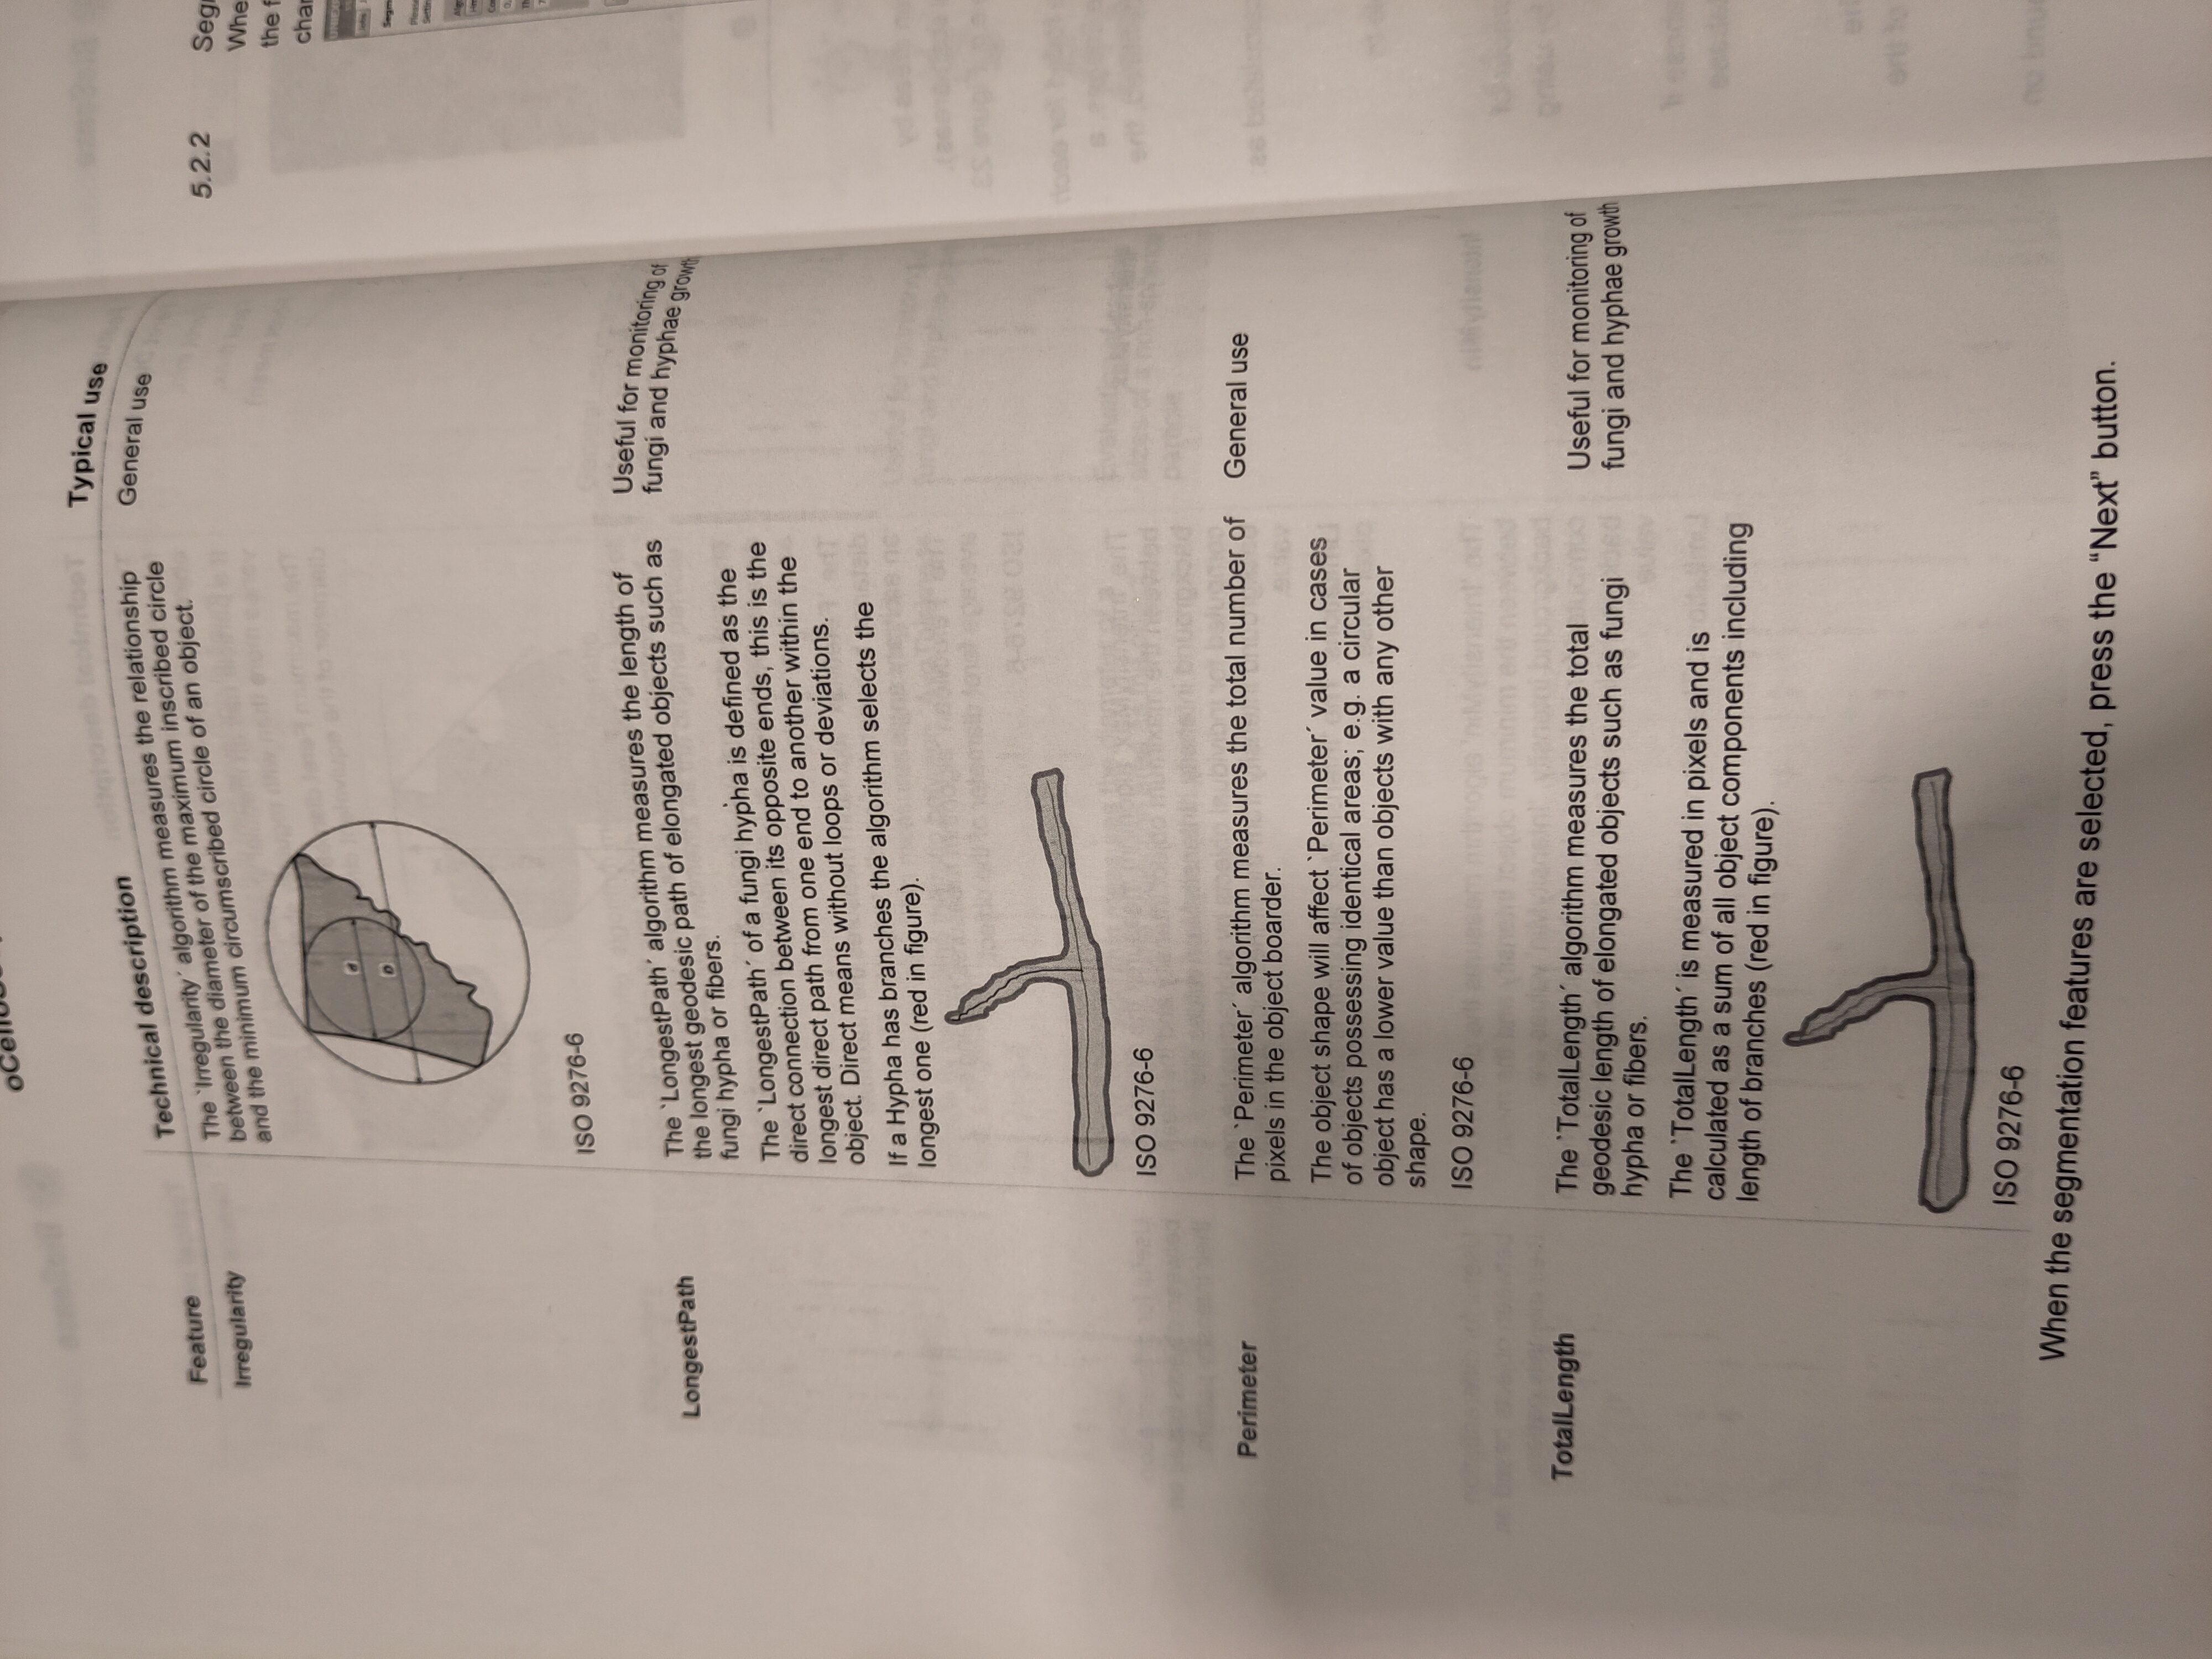 Feature Technical description Typical use
Irregularity The `Irregularity´ algorithm measures the relationship General use
between the diameter of the maximum inscribed circle
and the minimum circumscribed circle of an object.
d
D
ISO 9276-6
LongestPath The `LongestPath´ algorithm measures the length of Useful for monitoring of
the longest geodesic path of elongated objects such as fungi and hyphae growth
fungi hypha or fibers.
The `LongestPath´ of a fungi hypha is defined as the
direct connection between its opposite ends, this is the
longest direct path from one end to another within the
object. Direct means without loops or deviations.
If a Hypha has branches the algorithm selects the
longest one (red in figure).
ISO 9276-6
Perimeter The `Perimeter´ algorithm measures the total number of General use
pixels in the object boarder.
The object shape will affect `Perimeter´ value in cases
of objects possessing identical areas; e.g. a circular
object has a lower value than objects with any other
shape.
ISO 9276-6
TotalLength The `TotalLength´ algorithm measures the total Useful for monitoring of
geodesic length of elongated objects such as fungi fungi and hyphae growth
hypha or fibers.
The `TotalLength´ is measured in pixels and is
calculated as a sum of all object components including
length of branches (red in figure).
ISO 9276-6
When the segmentation features are selected, press the “Next” button.
5.2.2